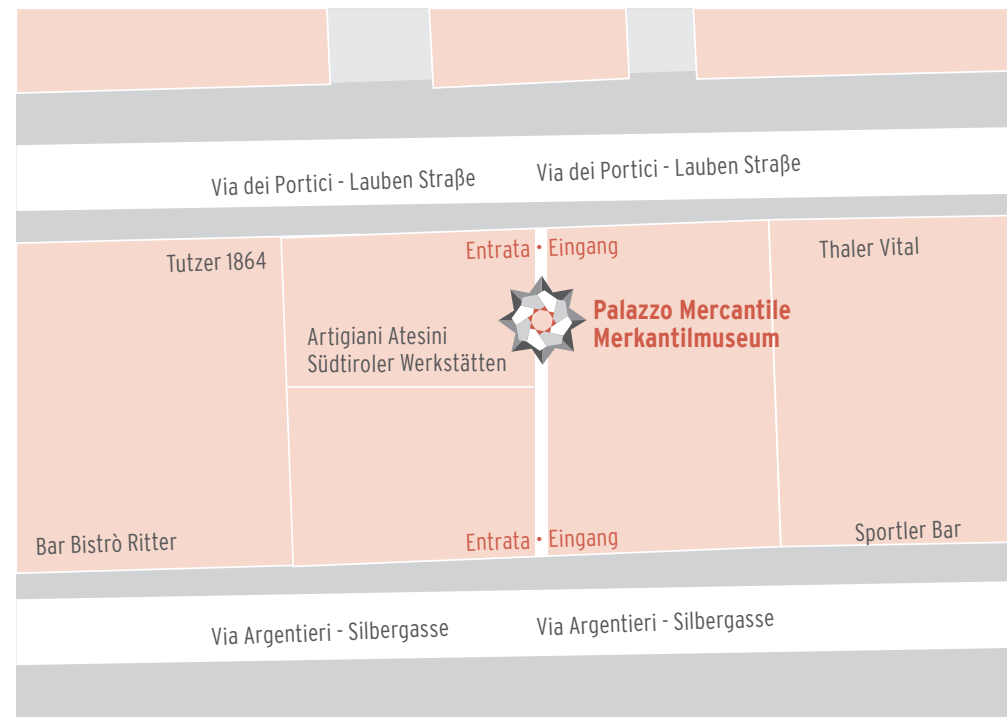 Via dei Portici - Lauben Straße
Via dei Portici - Lauben Straße
Entrata • Eingang
Tutzer 1864
Thaler Vital
Palazzo Mercantile
Merkantilmuseum
Artigiani Atesini
Südtiroler Werkstätten
Bar Bistrò Ritter
Entrata • Eingang
Sportler Bar
Via Argentieri - Silbergasse
Via Argentieri - Silbergasse